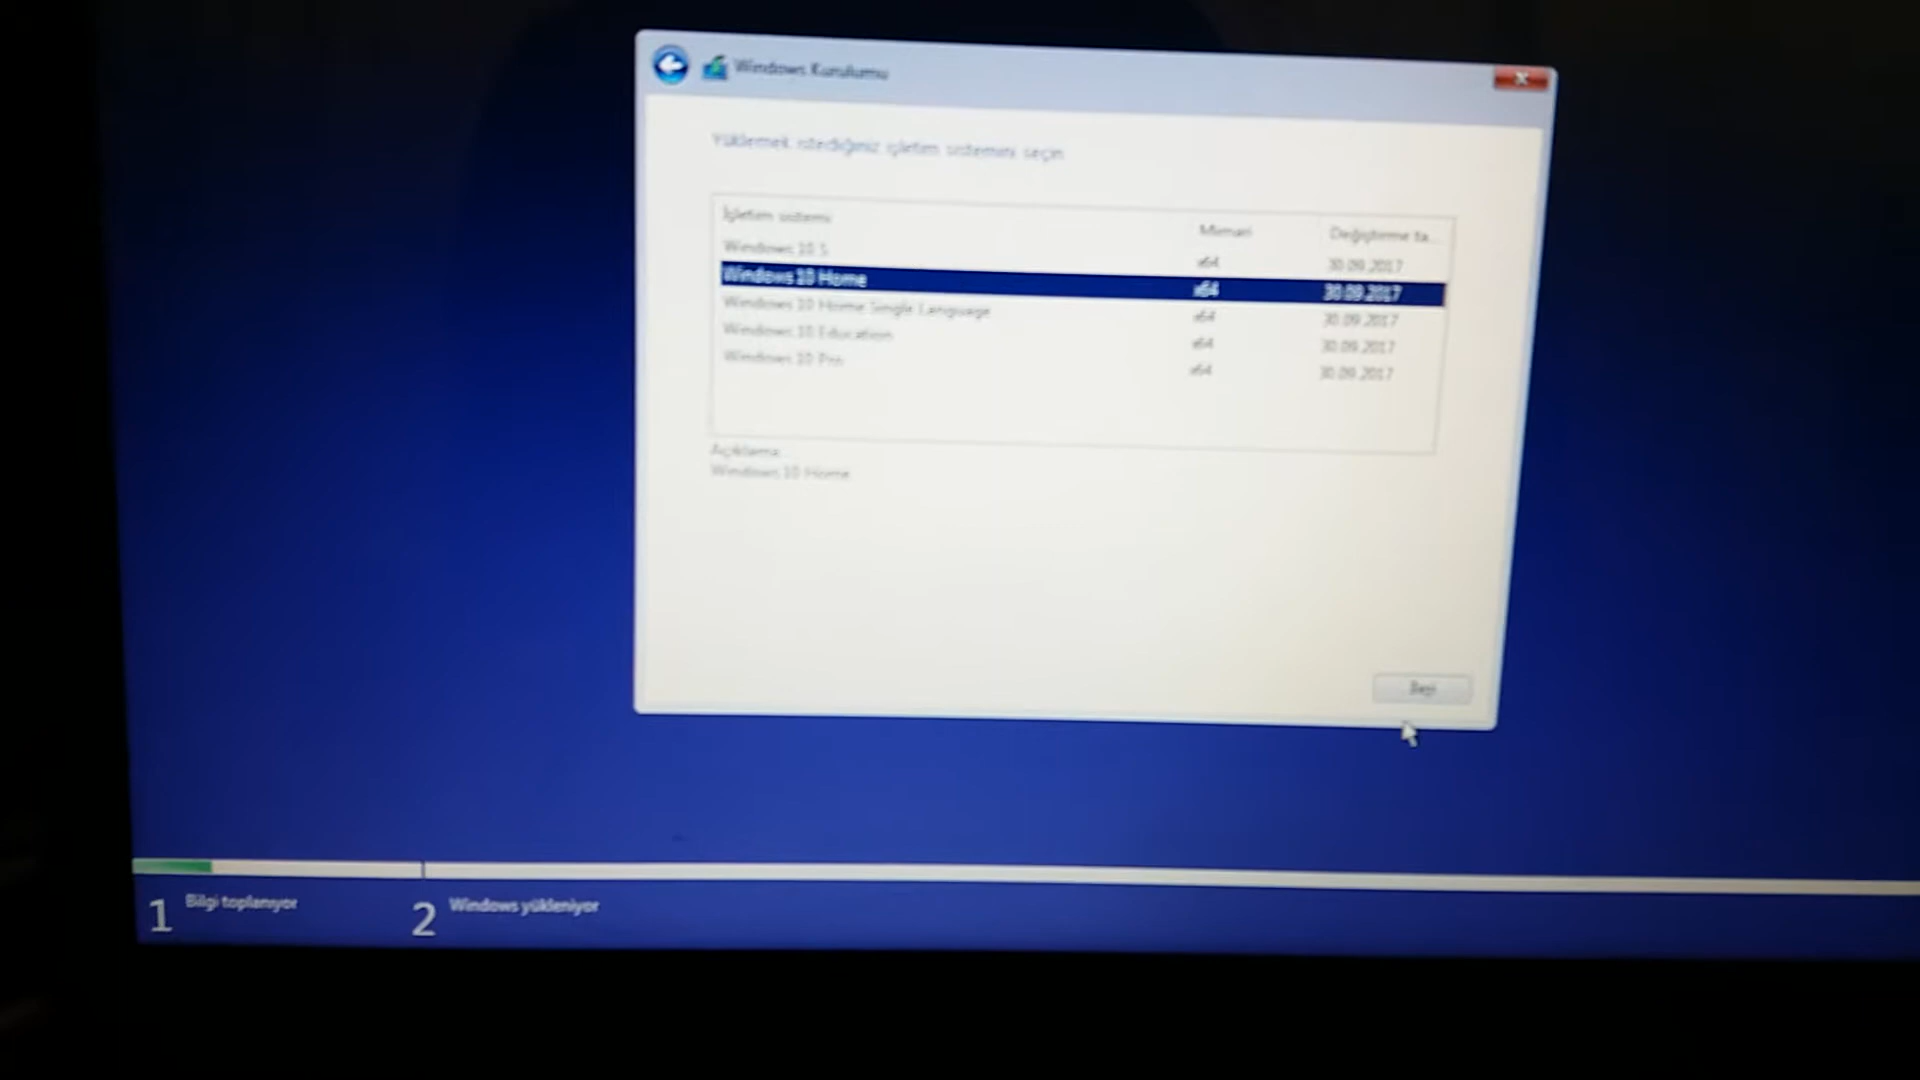 Windows Kurulumu
Yüklemek istediğiniz işletim sistemini seçin
İşletim sistemi Mimari Değiştirme ta...
Windows 10 S x64 30.09.2017
Windows 10 Home x64 30.09.2017
Windows 10 Home Single Language x64 30.09.2017
Windows 10 Education x64 30.09.2017
Windows 10 Pro x64 30.09.2017
Açıklama:
Windows 10 Home
İleri
1 Bilgi toplanıyor
2 Windows yükleniyor